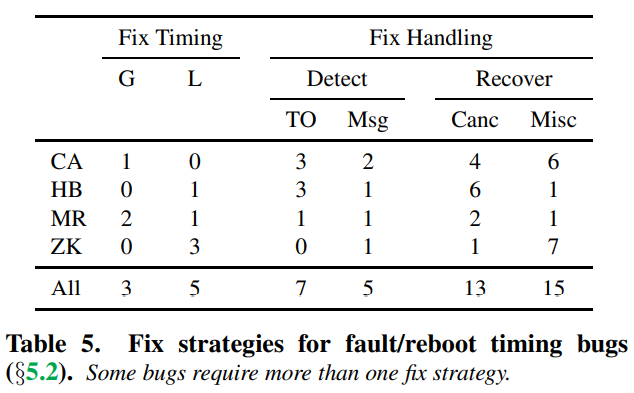 Fix Timing Fix Handling
G L Detect Recover
TO Msg Canc Misc
CA 1 0 3 2 4 6
HB 0 1 3 1 6 1
MR 2 1 1 1 2 1
ZK 0 3 0 1 1 7
All 3 5 7 5 13 15
Table 5. Fix strategies for fault/reboot timing bugs
(§5.2). Some bugs require more than one fix strategy.